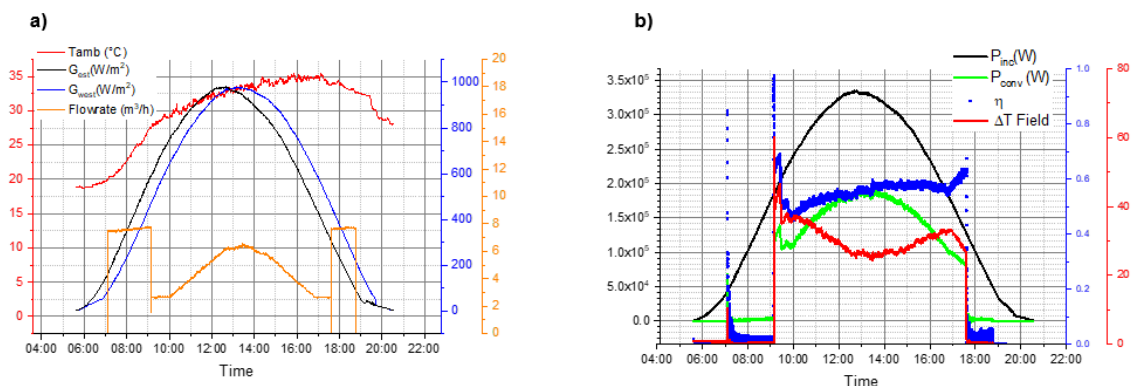 a)
Tamb (°C)
Gest(W/m²)
Gwest(W/m²)
Flowrate (m³/h)
35
30
25
20
15
10
5
0
1000
800
600
400
200
0
20
18
16
14
12
10
8
6
4
2
0
04:00 06:00 08:00 10:00 12:00 14:00 16:00 18:00 20:00 22:00
Time
b)
Pinc(W)
Pconv (W)
η
ΔT Field
3.5x10⁵
3.0x10⁵
2.5x10⁵
2.0x10⁵
1.5x10⁵
1.0x10⁵
5.0x10⁴
0.0
1.0
0.8
0.6
0.4
0.2
0.0
80
60
40
20
0
04:00 06:00 08:00 10:00 12:00 14:00 16:00 18:00 20:00 22:00
Time